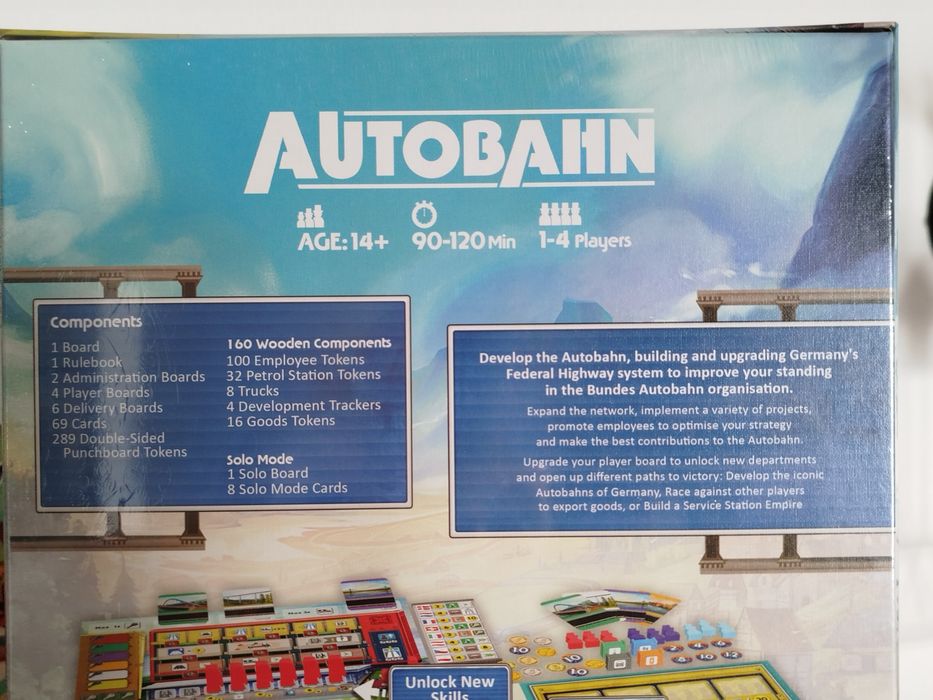 AUTOBAHN
AGE: 14+ 90-120 Min 1-4 Players
Components
1 Board
1 Rulebook
2 Administration Boards
4 Player Boards
6 Delivery Boards
69 Cards
289 Double-Sided
Punchboard Tokens
160 Wooden Components
100 Employee Tokens
32 Petrol Station Tokens
8 Trucks
4 Development Trackers
16 Goods Tokens
Solo Mode
1 Solo Board
8 Solo Mode Cards
Develop the Autobahn, building and upgrading Germany's
Federal Highway system to improve your standing
in the Bundes Autobahn organisation.
Expand the network, implement a variety of projects,
promote employees to optimise your strategy
and make the best contributions to the Autobahn.
Upgrade your player board to unlock new departments
and open up different paths to victory: Develop the iconic
Autobahns of Germany, Race against other players
to export goods, or Build a Service Station Empire
Unlock New
Skills